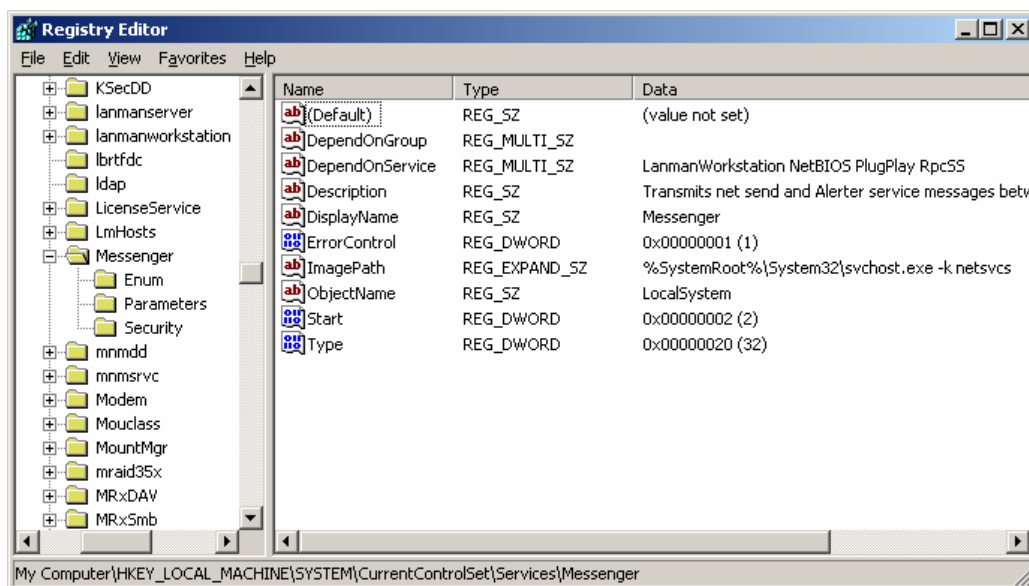 Registry Editor
File Edit View Favorites Help
KSecDD
lanmanserver
lanmanworkstation
lbrtfdc
ldap
LicenseService
LmHosts
Messenger
Enum
Parameters
Security
mnmdd
mnmsrvc
Modem
Mouclass
MountMgr
mraid35x
MRxDAV
MRxSmb
Name Type Data
(Default) REG_SZ (value not set)
DependOnGroup REG_MULTI_SZ
DependOnService REG_MULTI_SZ LanmanWorkstation NetBIOS PlugPlay RpcSS
Description REG_SZ Transmits net send and Alerter service messages betw
DisplayName REG_SZ Messenger
ErrorControl REG_DWORD 0x00000001 (1)
ImagePath REG_EXPAND_SZ %SystemRoot%\System32\svchost.exe -k netsvcs
ObjectName REG_SZ LocalSystem
Start REG_DWORD 0x00000002 (2)
Type REG_DWORD 0x00000020 (32)
My Computer\HKEY_LOCAL_MACHINE\SYSTEM\CurrentControlSet\Services\Messenger